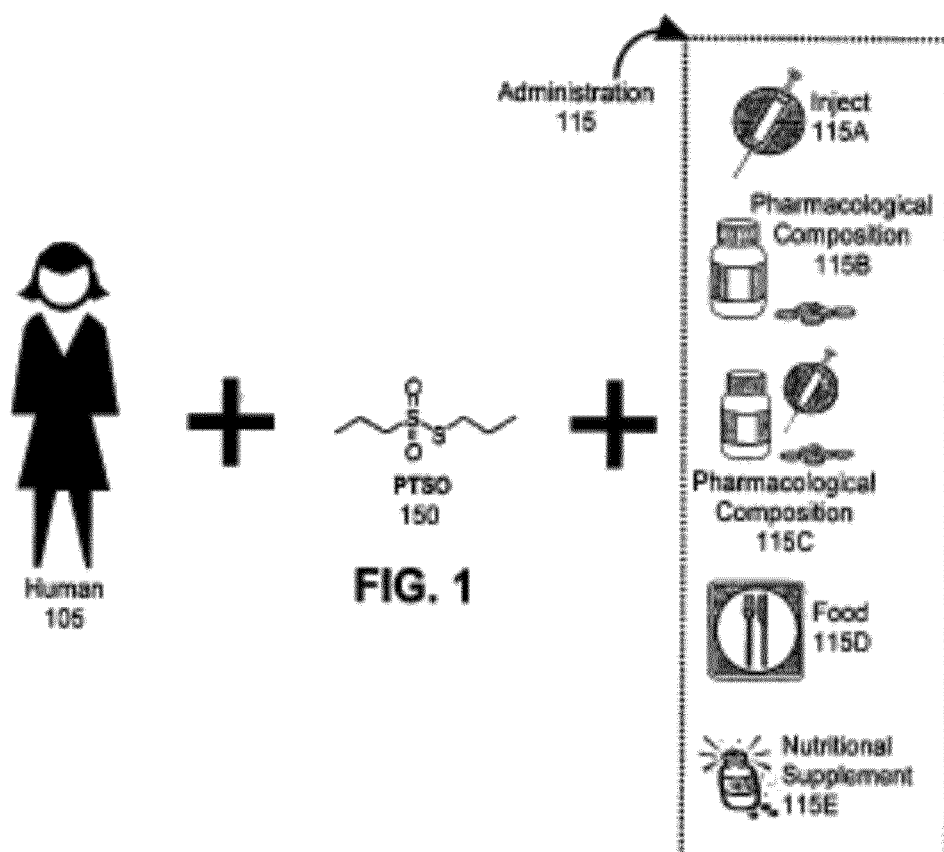 Administration
115
Inject
115A
Pharmacological
Composition
115B
O
S
S
O
PTSO
150
Pharmacological
Composition
115C
FIG. 1
Human
105
Food
115D
Nutritional
Supplement
115E